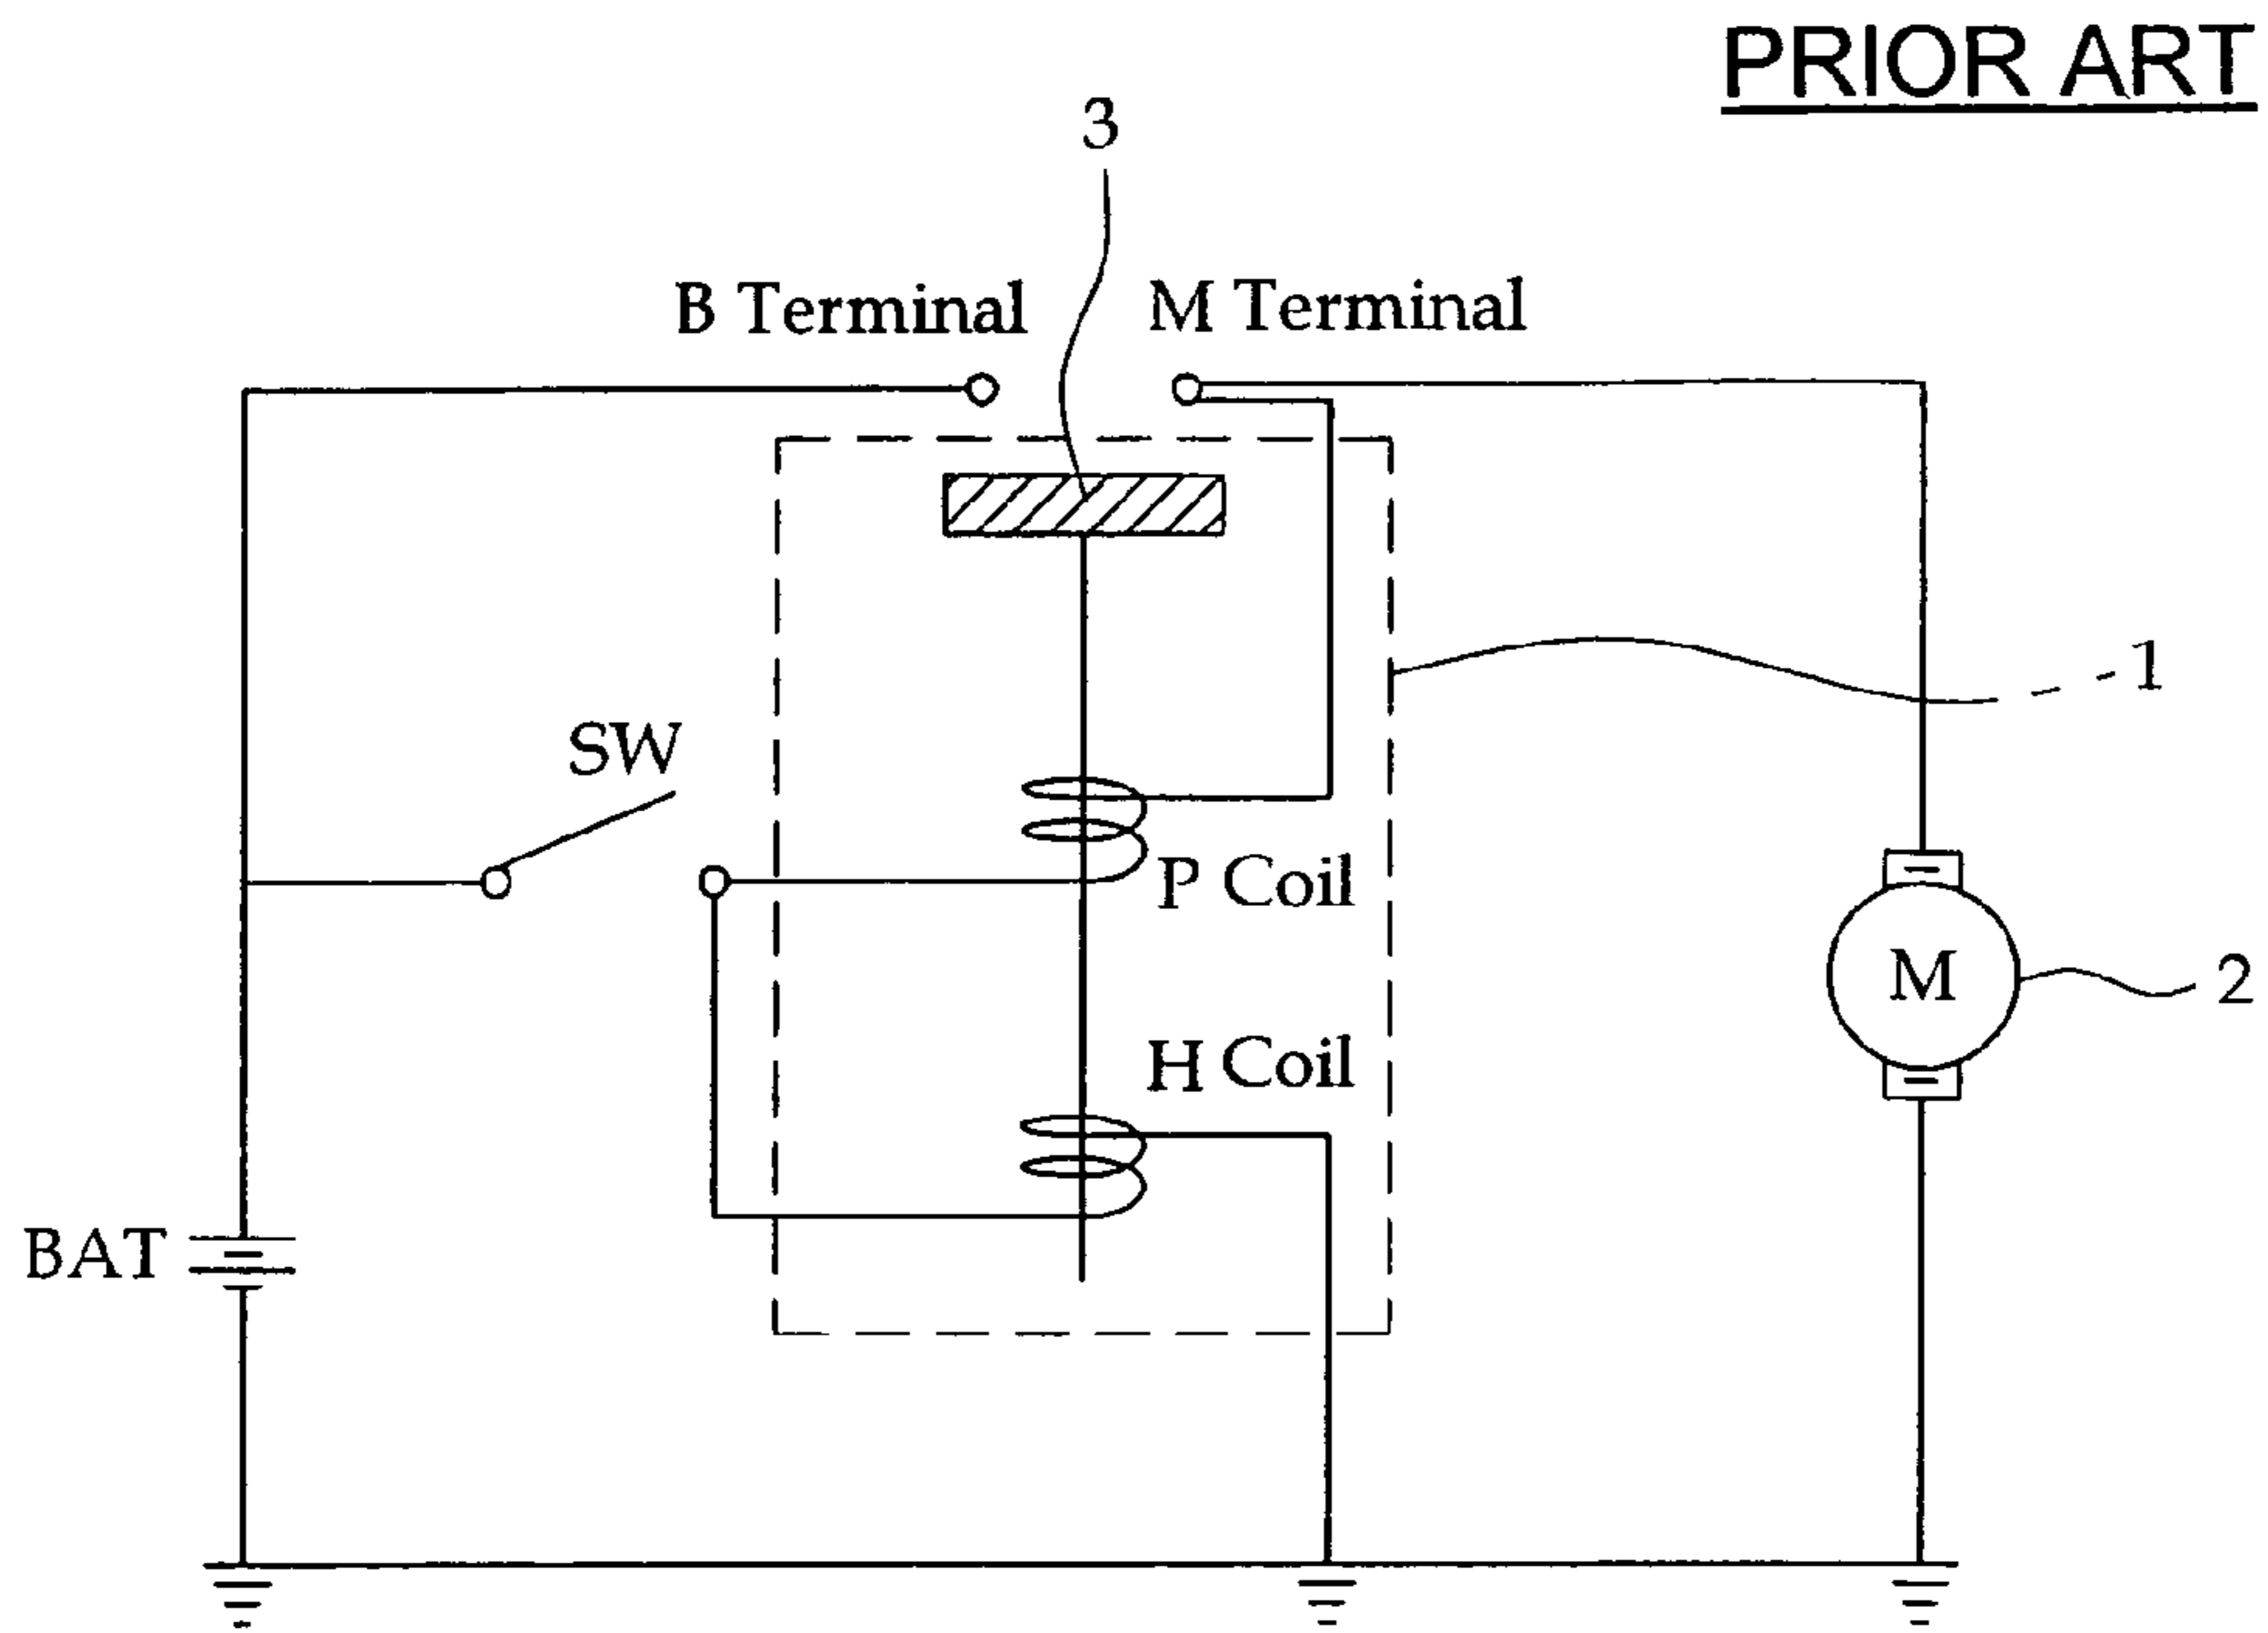 PRIOR ART
3
B Terminal
M Terminal
1
SW
P Coil
M
2
H Coil
BAT